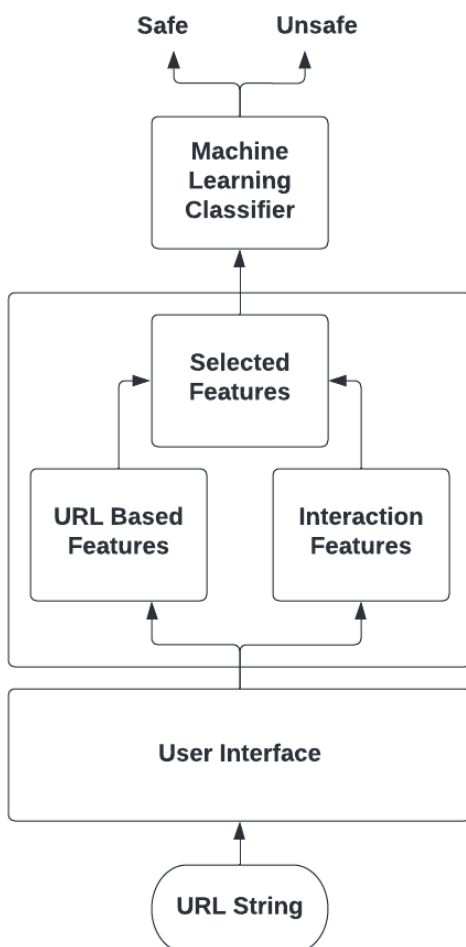 Safe
Unsafe
Machine
Learning
Classifier
Selected
Features
URL Based
Features
Interaction
Features
User Interface
URL String